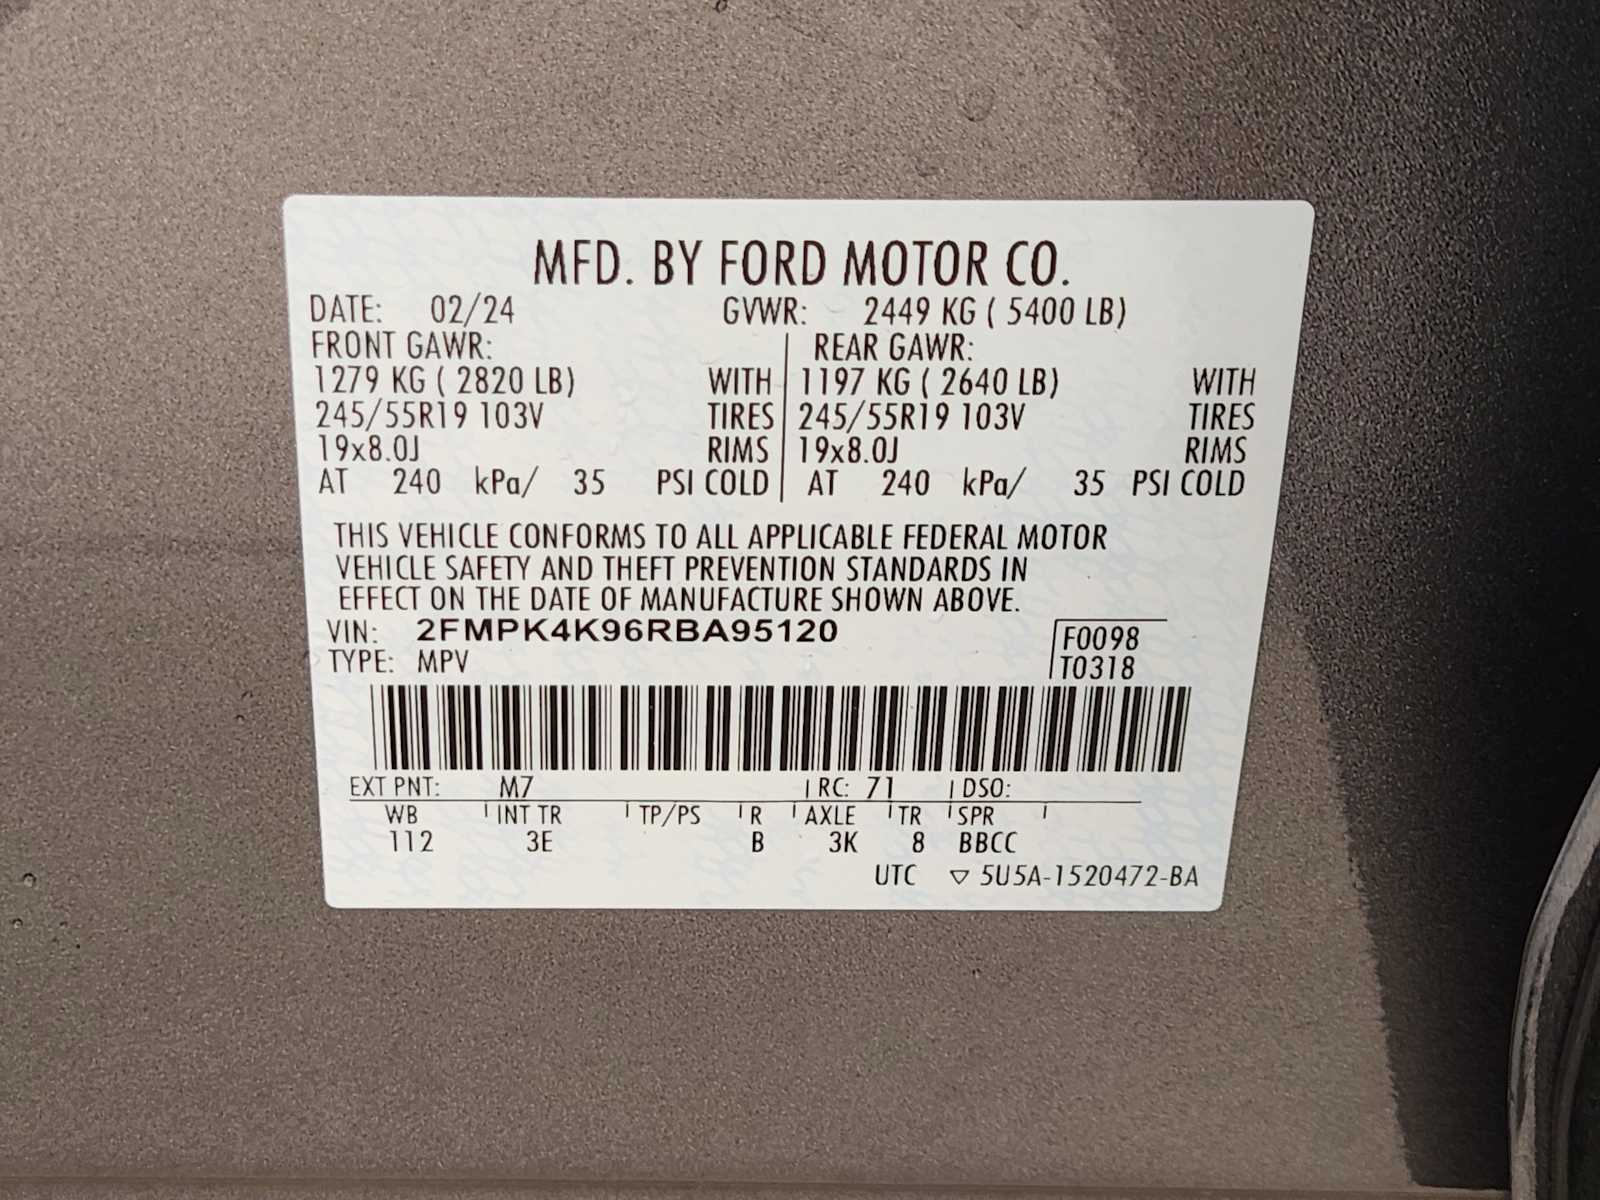 MFD. BY FORD MOTOR CO.
DATE: 02/24 GVWR: 2449 KG ( 5400 LB)
FRONT GAWR: REAR GAWR:
1279 KG ( 2820 LB) WITH 1197 KG ( 2640 LB) WITH
245/55R19 103V TIRES 245/55R19 103V TIRES
19x8.0J RIMS 19x8.0J RIMS
AT 240 kPa/ 35 PSI COLD AT 240 kPa/ 35 PSI COLD
THIS VEHICLE CONFORMS TO ALL APPLICABLE FEDERAL MOTOR
VEHICLE SAFETY AND THEFT PREVENTION STANDARDS IN
EFFECT ON THE DATE OF MANUFACTURE SHOWN ABOVE.
VIN: 2FMPK4K96RBA95120 F0098
TYPE: MPV T0318
EXT PNT: M7 RC: 71 DSO:
WB INT TR TP/PS R AXLE TR SPR
112 3E B 3K 8 BBCC
UTC ▽ 5U5A-1520472-BA